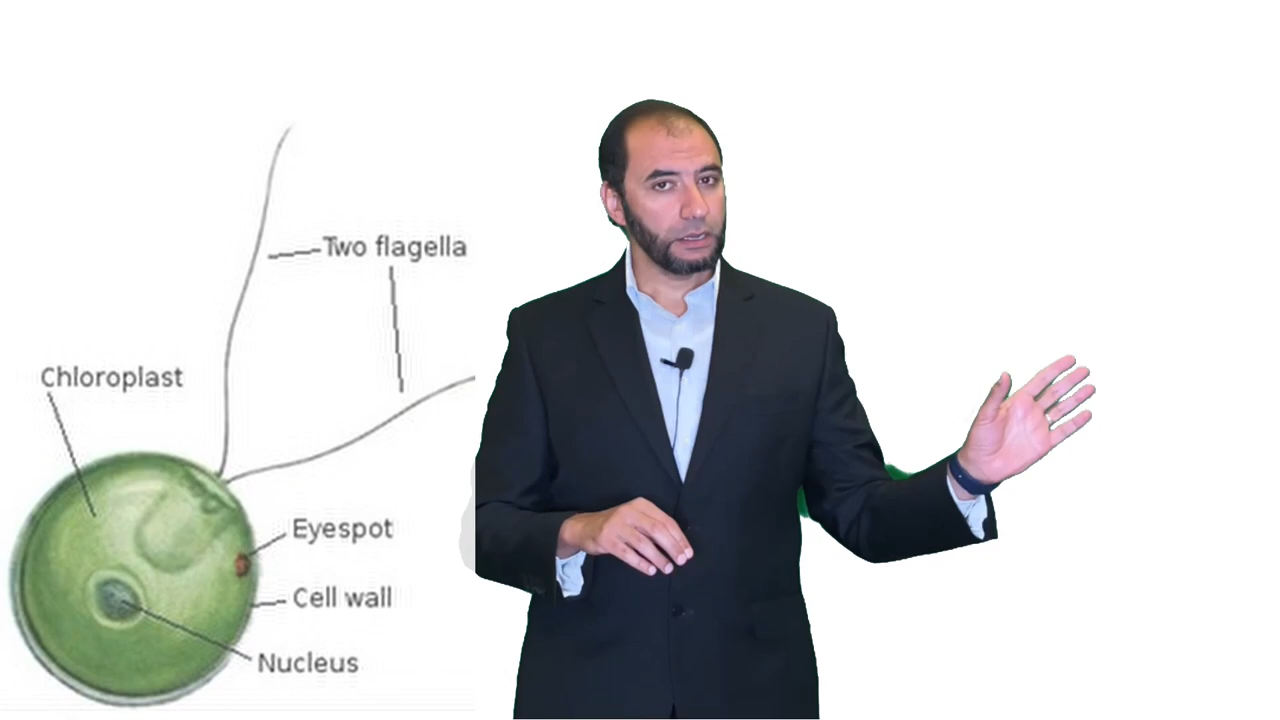 Two flagella
Chloroplast
Eyespot
Cell wall
Nucleus